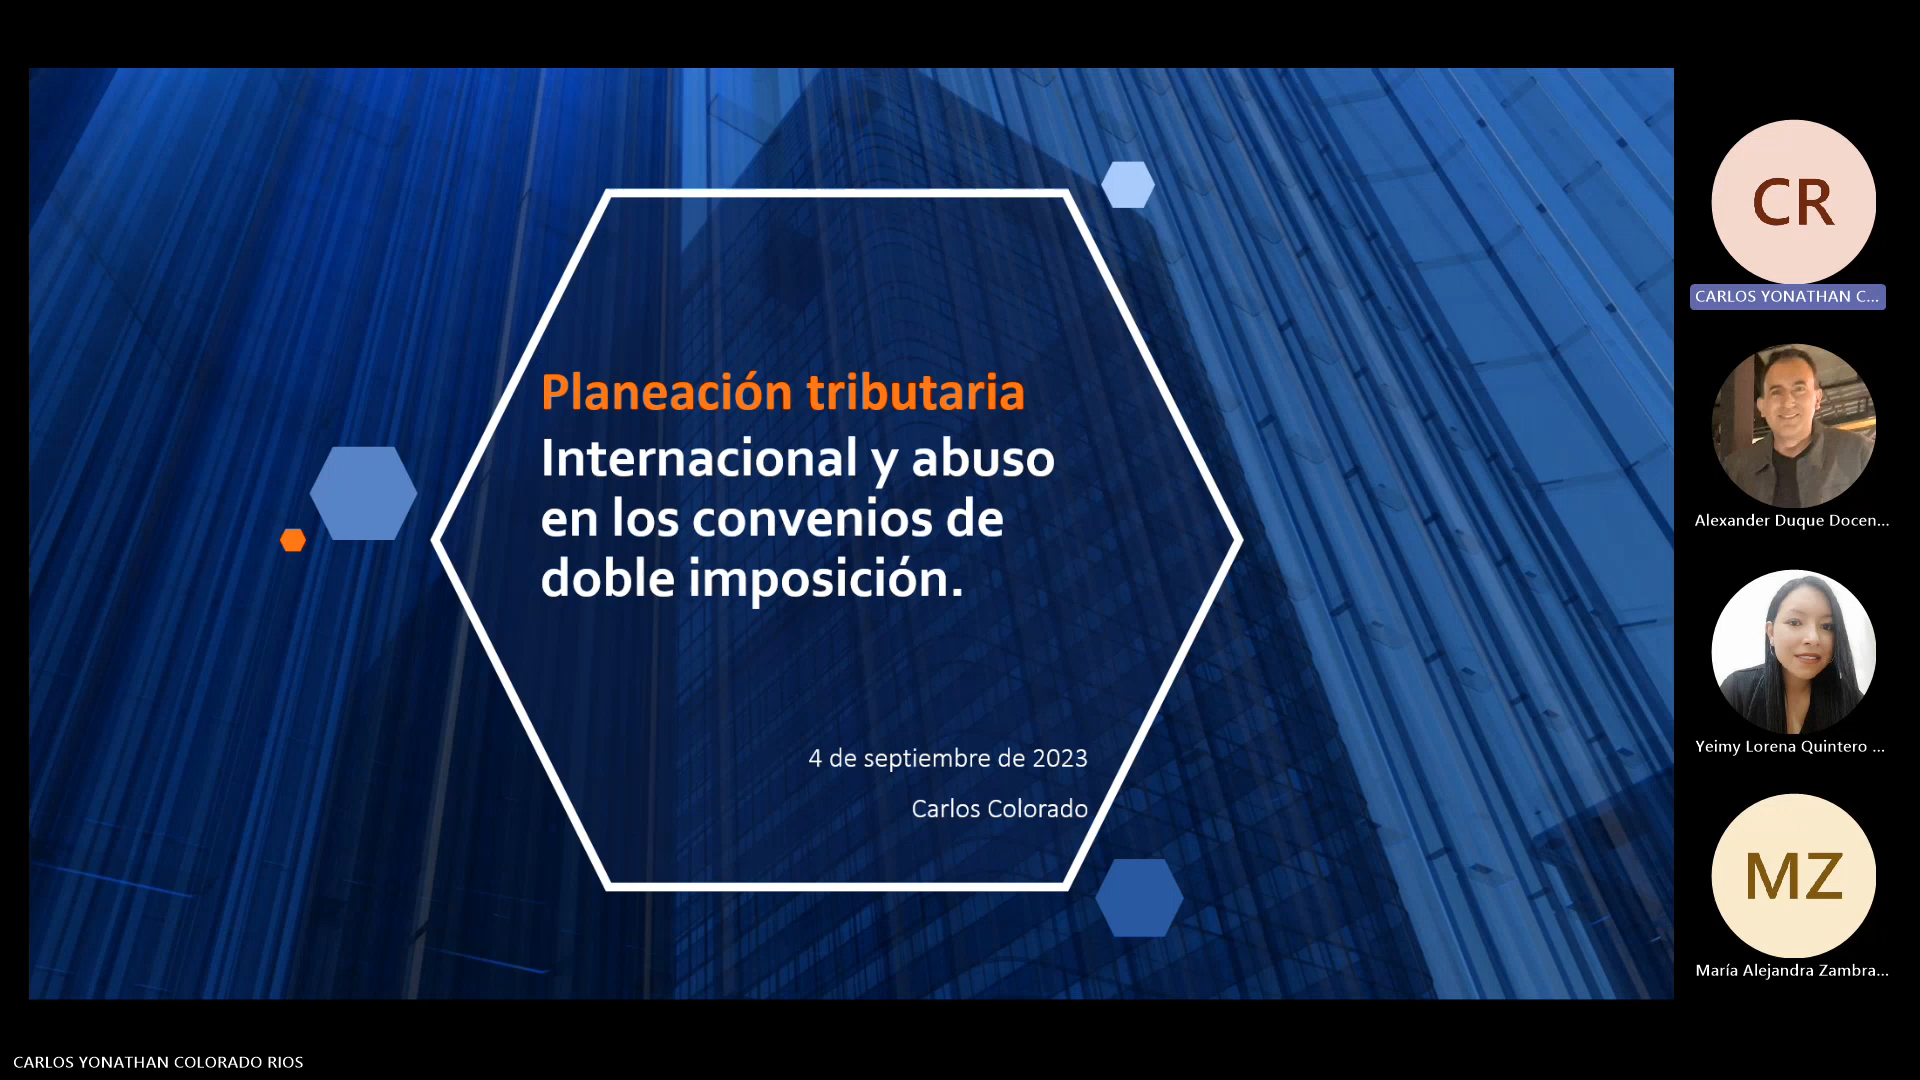 Planeación tributaria
Internacional y abuso
en los convenios de
doble imposición.
4 de septiembre de 2023
Carlos Colorado
CR
CARLOS YONATHAN C...
Alexander Duque Docen...
Yeimy Lorena Quintero ...
MZ
María Alejandra Zambra...
CARLOS YONATHAN COLORADO RIOS